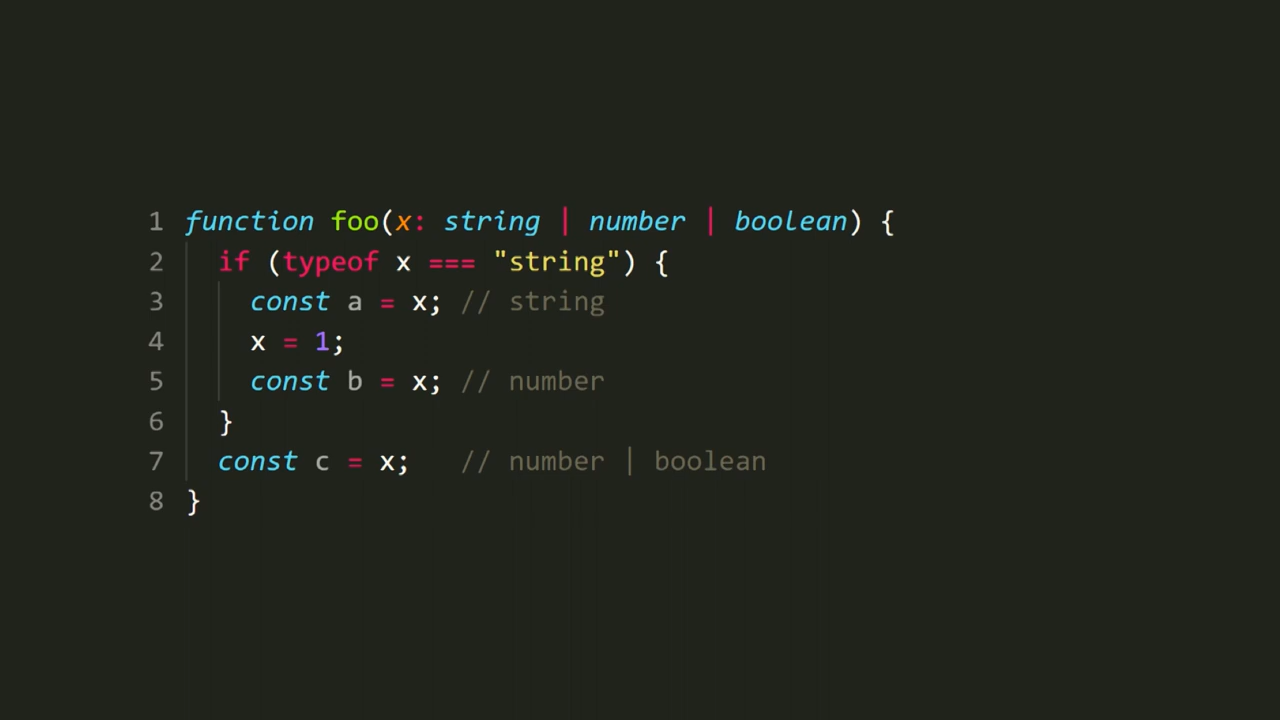 1 function foo(x: string | number | boolean) {
2   if (typeof x === "string") {
3     const a = x; // string
4     x = 1;
5     const b = x; // number
6   }
7   const c = x;   // number | boolean
8 }